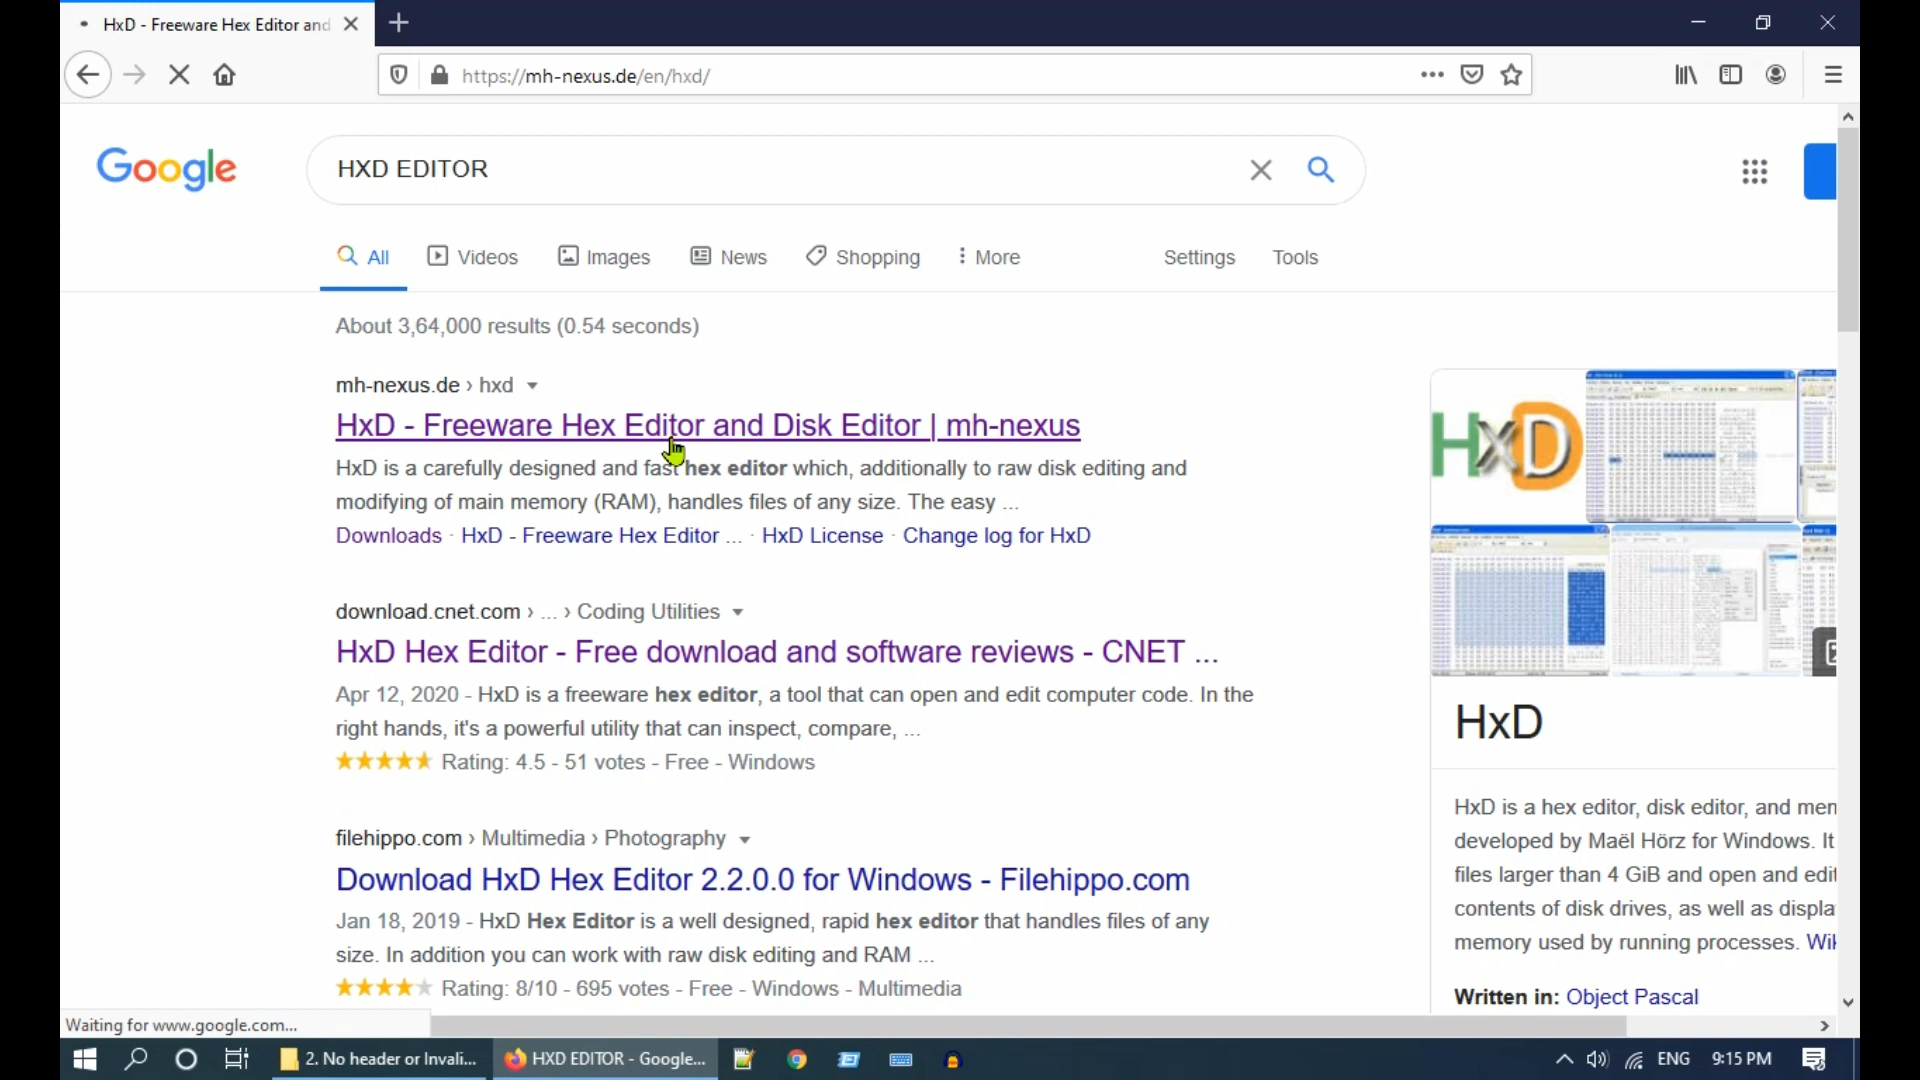 HxD - Freeware Hex Editor and
https://mh-nexus.de/en/hxd/
Google
HXD EDITOR
All
Videos
Images
News
Shopping
More
Settings
Tools
About 3,64,000 results (0.54 seconds)
mh-nexus.de › hxd
HxD - Freeware Hex Editor and Disk Editor | mh-nexus
HxD is a carefully designed and fast hex editor which, additionally to raw disk editing and
modifying of main memory (RAM), handles files of any size. The easy ...
Downloads · HxD - Freeware Hex Editor ... · HxD License · Change log for HxD
download.cnet.com › ... › Coding Utilities
HxD Hex Editor - Free download and software reviews - CNET ...
Apr 12, 2020 - HxD is a freeware hex editor, a tool that can open and edit computer code. In the
right hands, it's a powerful utility that can inspect, compare, ...
Rating: 4.5 - 51 votes - Free - Windows
filehippo.com › Multimedia › Photography
Download HxD Hex Editor 2.2.0.0 for Windows - Filehippo.com
Jan 18, 2019 - HxD Hex Editor is a well designed, rapid hex editor that handles files of any
size. In addition you can work with raw disk editing and RAM ...
Rating: 8/10 - 695 votes - Free - Windows - Multimedia
HxD
HxD
HxD is a hex editor, disk editor, and
developed by Maël Hörz for Windows. It
files larger than 4 GiB and open and
contents of disk drives, as well as
memory used by running processes.
Written in: Object Pascal
Waiting for www.google.com...
2. No header or Invali...
HXD EDITOR - Google...
ENG
9:15 PM